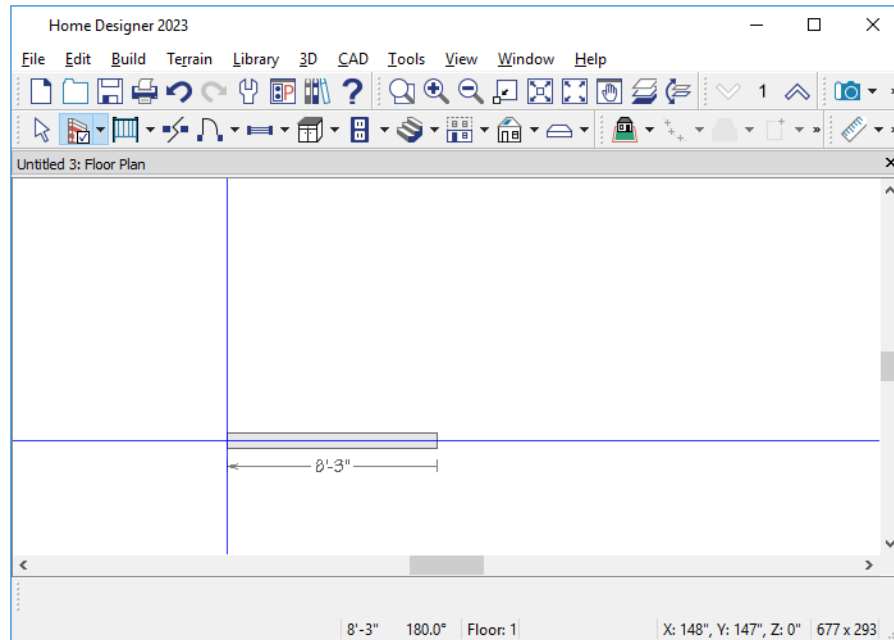 Home Designer 2023
File Edit Build Terrain Library 3D CAD Tools View Window Help
P ? 1 »
»
Untitled 3: Floor Plan
8'-3"
8'-3" 180.0° Floor: 1 X: 148", Y: 147", Z: 0" 677 x 293